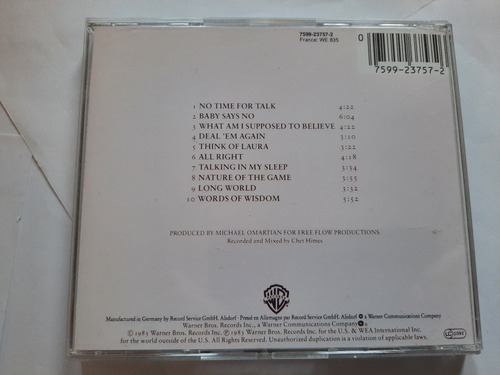 7599-23757-2
France: WE 835
0
7599-23757-2
1 NO TIME FOR TALK 4:22
2 BABY SAYS NO 6:04
3 WHAT AM I SUPPOSED TO BELIEVE 4:22
4 DEAL 'EM AGAIN 3:10
5 THINK OF LAURA 3:22
6 ALL RIGHT 4:18
7 TALKING IN MY SLEEP 3:34
8 NATURE OF THE GAME 3:55
9 LONG WORLD 3:32
10 WORDS OF WISDOM 5:52
PRODUCED BY MICHAEL OMARTIAN FOR FREE FLOW PRODUCTIONS
Recorded and Mixed by Chet Himes
Manufactured in Germany by Record Service GmbH, Alsdorf · Pressé en Allemagne par Record Service GmbH, Alsdorf · a Warner Communications Company
Warner Bros. Records Inc., a Warner Communications Company
© 1983 Warner Bros. Records Inc. ℗ 1983 Warner Bros. Records Inc. for the U.S. & WEA International Inc.
for the world outside of the U.S. All Rights Reserved. Unauthorized duplication is a violation of applicable laws.